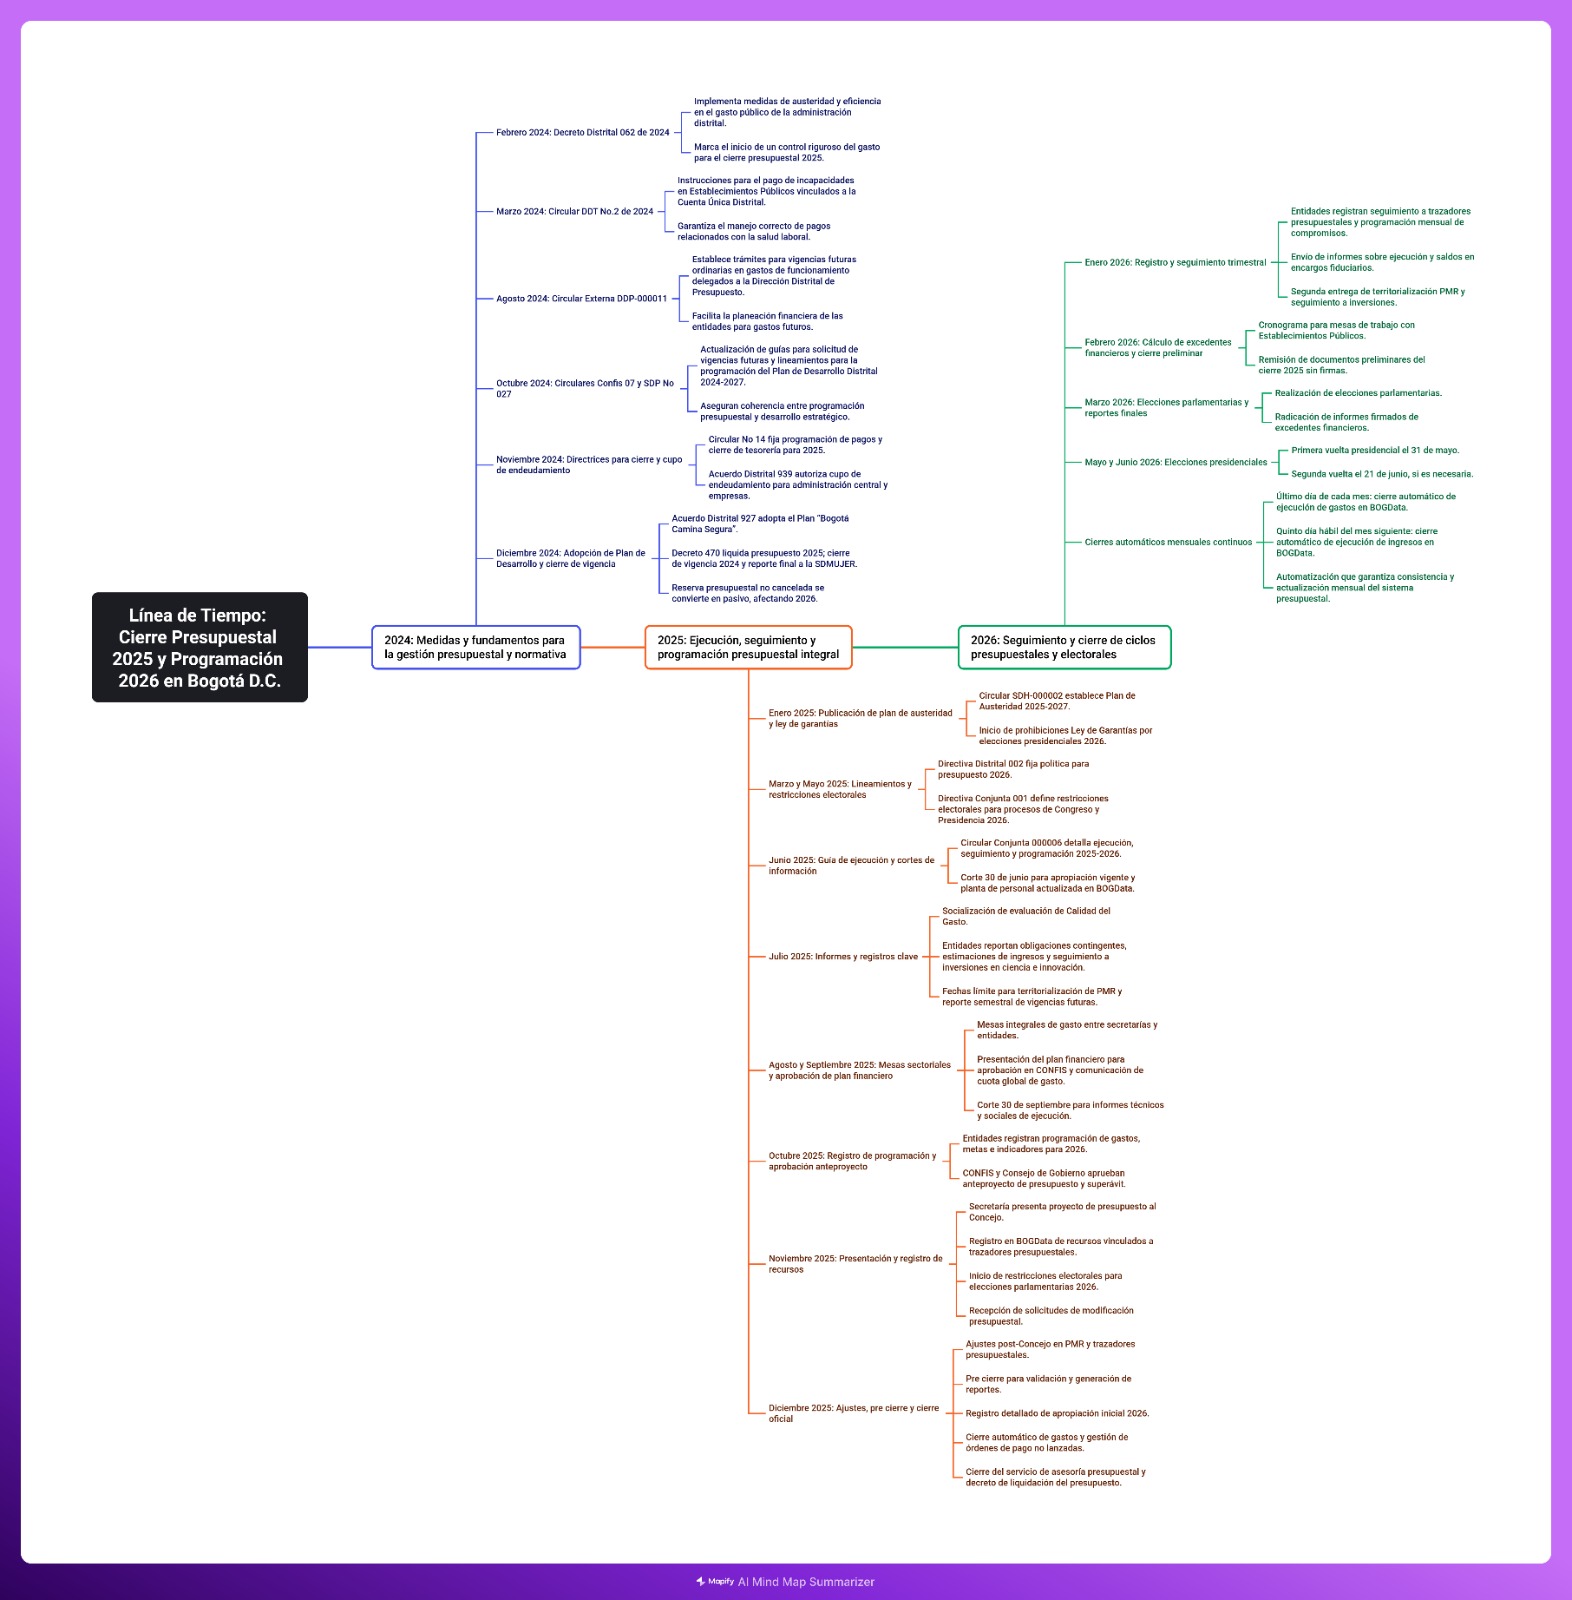 Línea de Tiempo:
Cierre Presupuestal
2025 y Programación
2026 en Bogotá D.C.
2024: Medidas y fundamentos para
la gestión presupuestal y normativa
Febrero 2024: Decreto Distrital 062 de 2024
Implementa medidas de austeridad y eficiencia
en el gasto público de la administración
distrital.
Marca el inicio de un control riguroso del gasto
para el cierre presupuestal 2025.
Marzo 2024: Circular DDT No.2 de 2024
Instrucciones para el pago de incapacidades
en Establecimientos Públicos vinculados a la
Cuenta Única Distrital.
Garantiza el manejo correcto de pagos
relacionados con la salud laboral.
Agosto 2024: Circular Externa DDP-000011
Establece trámites para vigencias futuras
ordinarias en gastos de funcionamiento
delegados a la Dirección Distrital de
Presupuesto.
Facilita la planeación financiera de las
entidades para gastos futuros.
Octubre 2024: Circulares Confis 07 y SDP No
027
Actualización de guías para solicitud de
vigencias futuras y lineamientos para la
programación del Plan de Desarrollo Distrital
2024-2027.
Aseguran coherencia entre programación
presupuestal y desarrollo estratégico.
Noviembre 2024: Directrices para cierre y cupo
de endeudamiento
Circular No 14 fija programación de pagos y
cierre de tesorería para 2025.
Acuerdo Distrital 939 autoriza cupo de
endeudamiento para administración central y
empresas.
Diciembre 2024: Adopción de Plan de
Desarrollo y cierre de vigencia
Acuerdo Distrital 927 adopta el Plan “Bogotá
Camina Segura”.
Decreto 470 liquida presupuesto 2025; cierre
de vigencia 2024 y reporte final a la SDMUJER.
Reserva presupuestal no cancelada se
convierte en pasivo, afectando 2026.
2025: Ejecución, seguimiento y
programación presupuestal integral
Enero 2025: Publicación de plan de austeridad
y ley de garantías
Circular SDH-000002 establece Plan de
Austeridad 2025-2027.
Inicio de prohibiciones Ley de Garantías por
elecciones presidenciales 2026.
Marzo y Mayo 2025: Lineamientos y
restricciones electorales
Directiva Distrital 002 fija política para
presupuesto 2026.
Directiva Conjunta 001 define restricciones
electorales para procesos de Congreso y
Presidencia 2026.
Junio 2025: Guía de ejecución y cortes de
información
Circular Conjunta 000006 detalla ejecución,
seguimiento y programación 2025-2026.
Corte 30 de junio para apropiación vigente y
planta de personal actualizada en BOGData.
Julio 2025: Informes y registros clave
Socialización de evaluación de Calidad del
Gasto.
Entidades reportan obligaciones contingentes,
estimaciones de ingresos y seguimiento a
inversiones en ciencia e innovación.
Fechas límite para territorialización de PMR y
reporte semestral de vigencias futuras.
Agosto y Septiembre 2025: Mesas sectoriales
y aprobación de plan financiero
Mesas integrales de gasto entre secretarías y
entidades.
Presentación del plan financiero para
aprobación en CONFIS y comunicación de
cuota global de gasto.
Corte 30 de septiembre para informes técnicos
y sociales de ejecución.
Octubre 2025: Registro de programación y
aprobación anteproyecto
Entidades registran programación de gastos,
metas e indicadores para 2026.
CONFIS y Consejo de Gobierno aprueban
anteproyecto de presupuesto y superávit.
Noviembre 2025: Presentación y registro de
recursos
Secretaría presenta proyecto de presupuesto al
Concejo.
Registro en BOGData de recursos vinculados a
trazadores presupuestales.
Inicio de restricciones electorales para
elecciones parlamentarias 2026.
Recepción de solicitudes de modificación
presupuestal.
Diciembre 2025: Ajustes, pre cierre y cierre
oficial
Ajustes post-Concejo en PMR y trazadores
presupuestales.
Pre cierre para validación y generación de
reportes.
Registro detallado de apropiación inicial 2026.
Cierre automático de gastos y gestión de
órdenes de pago no lanzadas.
Cierre del servicio de asesoría presupuestal y
decreto de liquidación del presupuesto.
2026: Seguimiento y cierre de ciclos
presupuestales y electorales
Enero 2026: Registro y seguimiento trimestral
Entidades registran seguimiento a trazadores
presupuestales y programación mensual de
compromisos.
Envío de informes sobre ejecución y saldos en
encargos fiduciarios.
Segunda entrega de territorialización PMR y
seguimiento a inversiones.
Febrero 2026: Cálculo de excedentes
financieros y cierre preliminar
Cronograma para mesas de trabajo con
Establecimientos Públicos.
Remisión de documentos preliminares del
cierre 2025 sin firmas.
Marzo 2026: Elecciones parlamentarias y
reportes finales
Realización de elecciones parlamentarias.
Radicación de informes firmados de
excedentes financieros.
Mayo y Junio 2026: Elecciones presidenciales
Primera vuelta presidencial el 31 de mayo.
Segunda vuelta el 21 de junio, si es necesaria.
Cierres automáticos mensuales continuos
Último día de cada mes: cierre automático de
ejecución de gastos en BOGData.
Quinto día hábil del mes siguiente: cierre
automático de ejecución de ingresos en
BOGData.
Automatización que garantiza consistencia y
actualización mensual del sistema
presupuestal.
Mapify AI Mind Map Summarizer